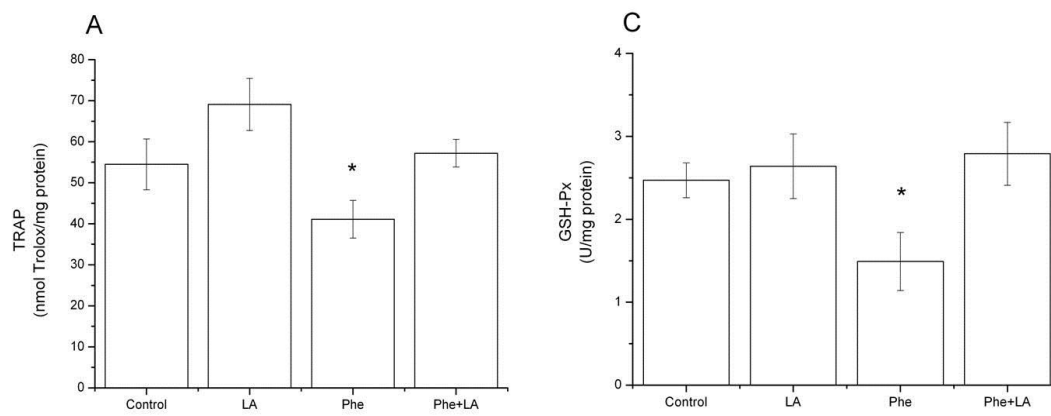 A
TRAP
(nmol Trolox/mg protein)
80
70
60
50
40
30
20
10
0
*
Control LA Phe Phe+LA
C
GSH-Px
(U/mg protein)
4
3
2
1
0
*
Control LA Phe Phe+LA